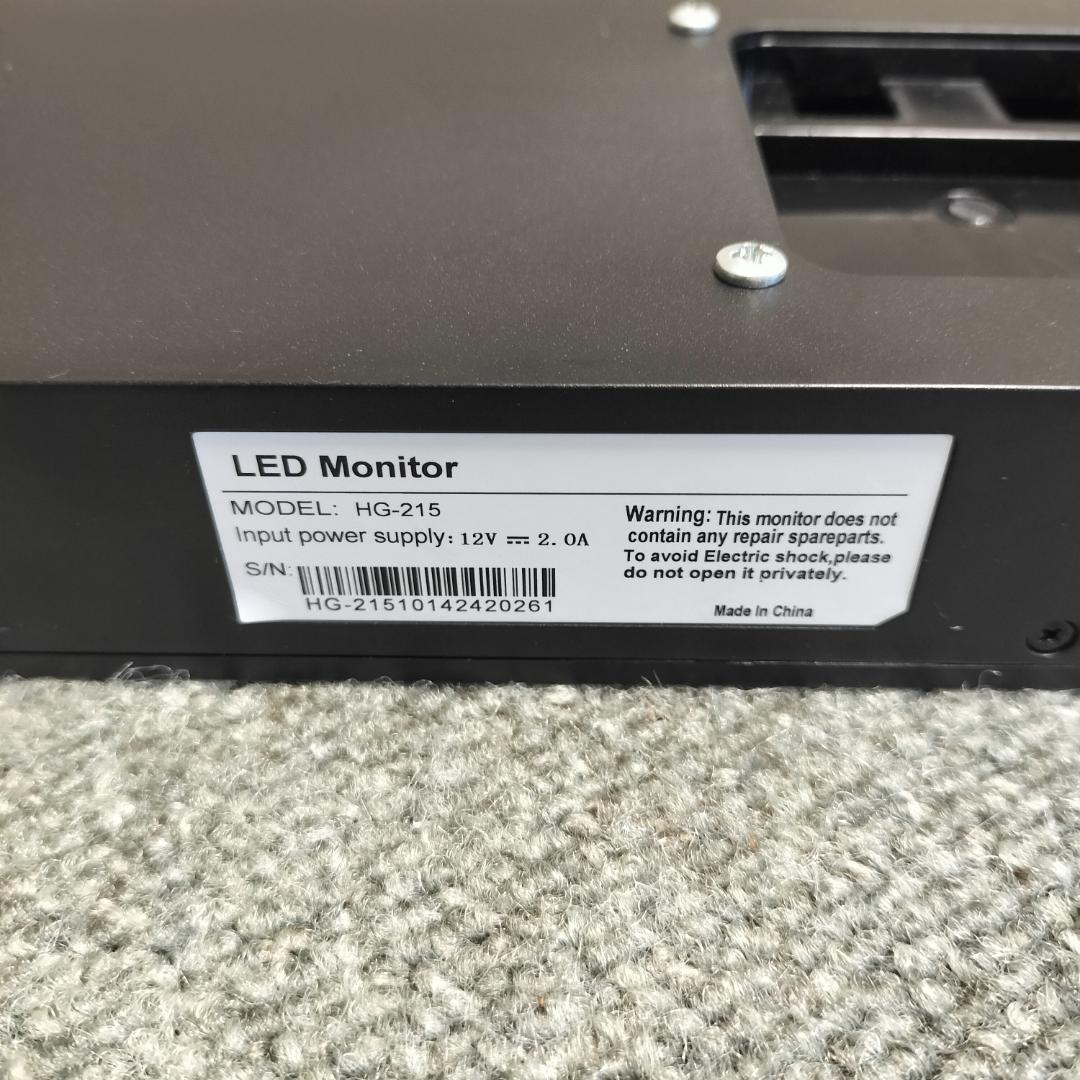 LED Monitor
MODEL: HG-215
Input power supply: 12V ⎓ 2.0A
S/N:
HG-21510142420261
Warning: This monitor does not
contain any repair spareparts.
To avoid Electric shock,please
do not open it privately.
Made In China